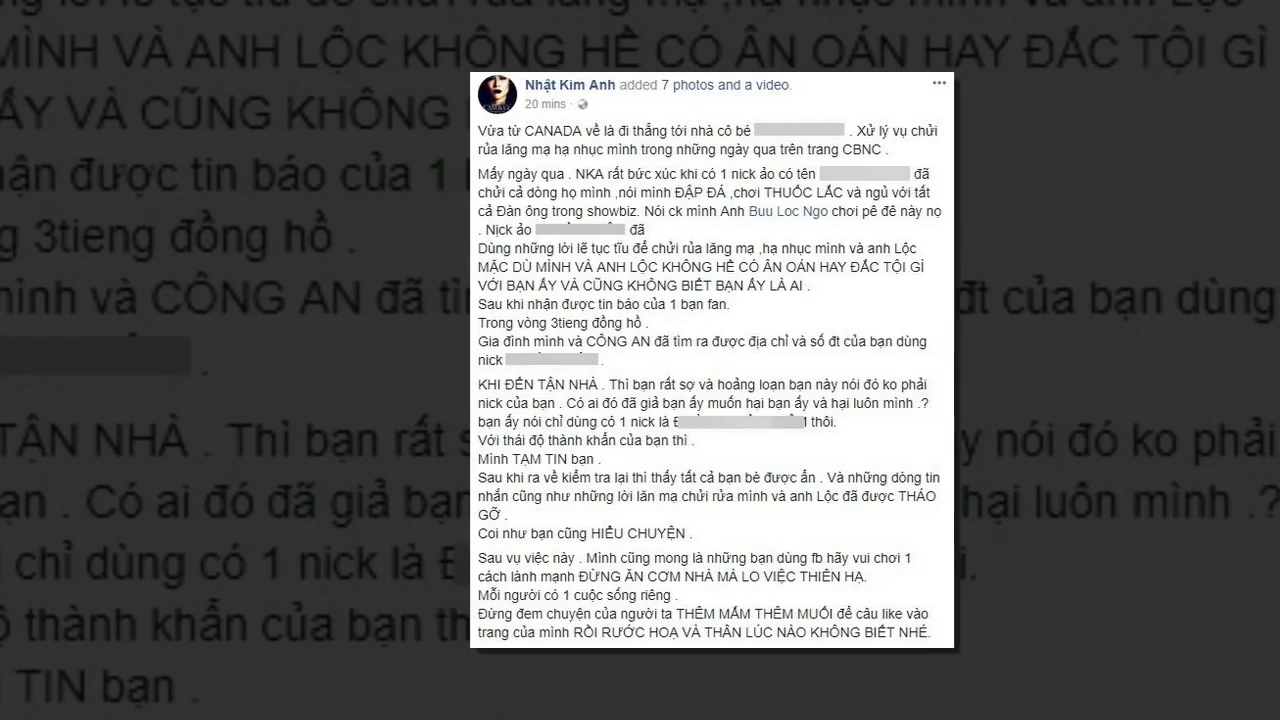 Nhật Kim Anh added 7 photos and a video.
20 mins ·
Vừa từ CANADA về là đi thẳng tới nhà cô bé . Xử lý vụ chửi
rủa lăng mạ hạ nhục mình trong những ngày qua trên trang CBNC .
Mấy ngày qua . NKA rất bức xúc khi có 1 nick ảo có tên đã
chửi cả dòng họ mình ,nói mình ĐẬP ĐÁ ,chơi THUỐC LẮC và ngủ với tất
cả Đàn ông trong showbiz. Nói ck mình Anh Buu Loc Ngo chơi pê đê này nọ
. Nick ảo đã
Dùng những lời lẽ tục tĩu để chửi rủa lăng mạ ,hạ nhục mình và anh Lộc
MẶC DÙ MÌNH VÀ ANH LỘC KHÔNG HỀ CÓ ÂN OÁN HAY ĐẮC TỘI GÌ
VỚI BẠN ẤY VÀ CŨNG KHÔNG BIẾT BẠN ẤY LÀ AI .
Sau khi nhận được tin báo của 1 bạn fan.
Trong vòng 3tieng đồng hồ .
Gia đình mình và CÔNG AN đã tìm ra được địa chỉ và số đt của bạn dùng
nick .
KHI ĐẾN TẬN NHÀ . Thì bạn rất sợ và hoảng loạn bạn này nói đó ko phải
nick của bạn . Có ai đó đã giả bạn ấy muốn hại bạn ấy và hại luôn mình .?
bạn ấy nói chỉ dùng có 1 nick là Đ 1 thôi.
Với thái độ thành khẩn của bạn thì .
Mình TẠM TIN bạn .
Sau khi ra về kiểm tra lại thì thấy tất cả bạn bè được ẩn . Và những dòng tin
nhắn cũng như những lời lăn mạ chửi rửa mình và anh Lộc đã được THÁO
GỠ .
Coi như bạn cũng HIỂU CHUYỆN .
Sau vụ việc này . Mình cũng mong là những bạn dùng fb hãy vui chơi 1
cách lành mạnh ĐỪNG ĂN CƠM NHÀ MÀ LO VIỆC THIÊN HẠ.
Mỗi người có 1 cuộc sống riêng .
Đừng đem chuyện của người ta THÊM MẮM THÊM MUỐI để câu like vào
trang của mình RỒI RƯỚC HOẠ VÀ THÂN LÚC NÀO KHÔNG BIẾT NHÉ.